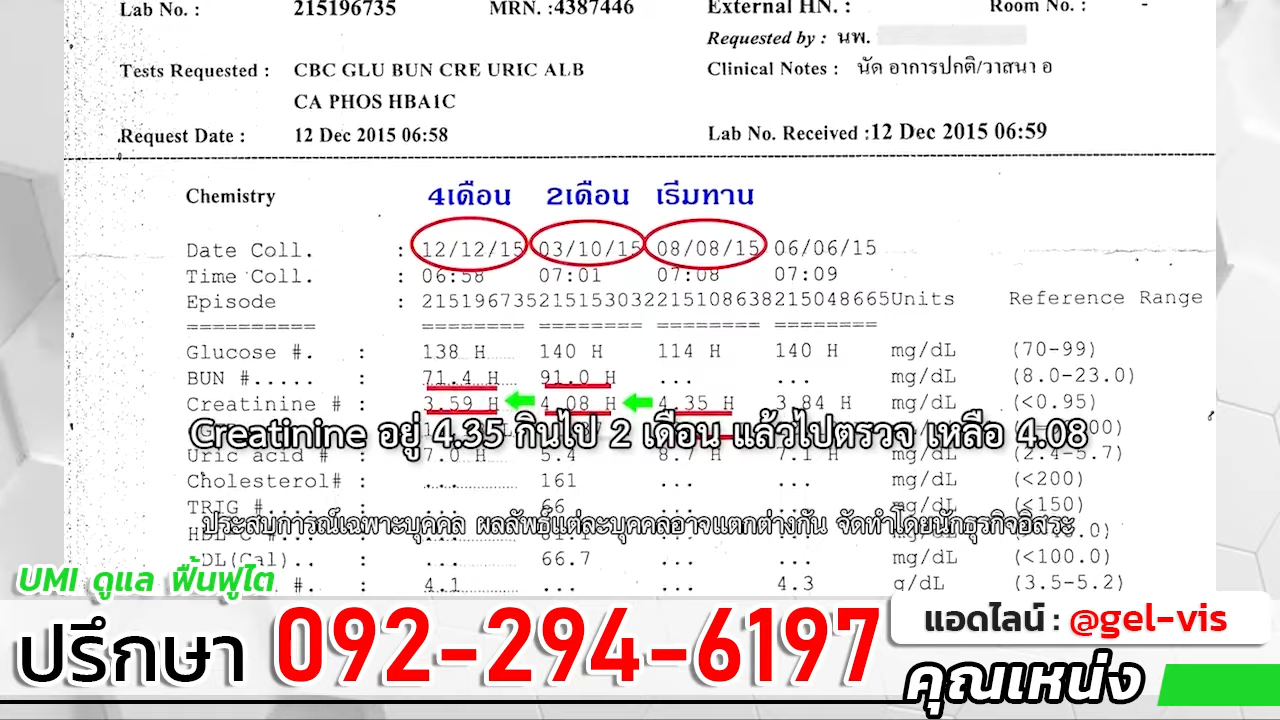 Lab No. : 215196735 MRN. :4387446 External HN. : Room No. : -
Requested by : นพ.
Tests Requested : CBC GLU BUN CRE URIC ALB Clinical Notes : นัด อาการปกติ/วาสนา อ
CA PHOS HBA1C
Request Date : 12 Dec 2015 06:58 Lab No. Received :12 Dec 2015 06:59
Chemistry 4เดือน 2เดือน เริ่มทาน
Date Coll. : 12/12/15 03/10/15 08/08/15 06/06/15
Time Coll. : 06:58 07:01 07:08 07:09
Episode : 215196735215153032215108638215048665Units Reference Range
========== ======== ======== ======== ========
Glucose #. : 138 H 140 H 114 H 140 H mg/dL (70-99)
BUN #..... : 71.4 H 91.0 H ... ... mg/dL (8.0-23.0)
Creatinine # : 3.59 H 4.08 H 4.35 H 3.84 H mg/dL (<0.95)
Creatinine อยู่ 4.35 กินไป 2 เดือน แล้วไปตรวจ เหลือ 4.08
Uric acid # : 7.0 H 5.4 8.7 H 7.1 H mg/dL (2.4-5.7)
Cholesterol# : ... 161 ... ... mg/dL (<200)
TRIG #. : ... 66 ... ... mg/dL (<150)
ประสบการณ์เฉพาะบุคคล ผลลัพธ์แต่ละบุคคลอาจแตกต่างกัน จัดทำโดยนักธุรกิจอิสระ
DL(Cal) .. : ... 66.7 ... ... mg/dL (<100.0)
#. : 4.1 ... ... 4.3 g/dL (3.5-5.2)
UMI ดูแล ฟื้นฟูไต
ปรึกษา 092-294-6197
แอดไลน์ : @gel-vis
คุณเหน่ง